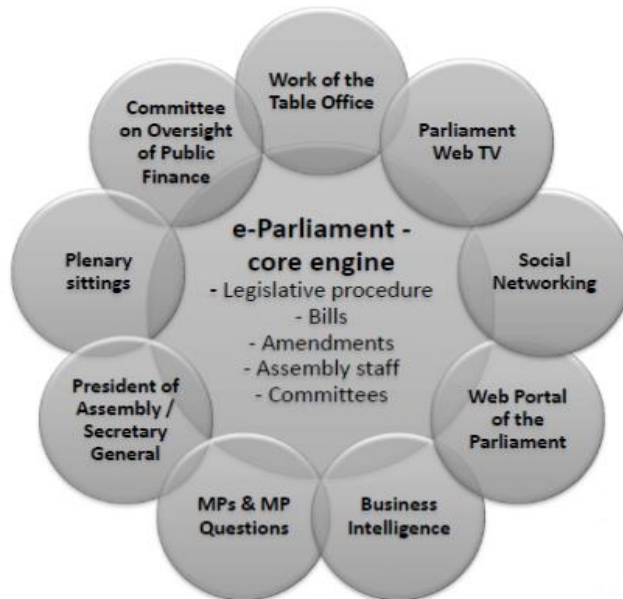 Work of the
Table Office
Parliament
Web TV
Social
Networking
Web Portal
of the
Parliament
Business
Intelligence
MPs & MP
Questions
President of
Assembly /
Secretary
General
Plenary
sittings
Committee
on Oversight
of Public
Finance
e-Parliament -
core engine
- Legislative procedure
- Bills
- Amendments
- Assembly staff
- Committees